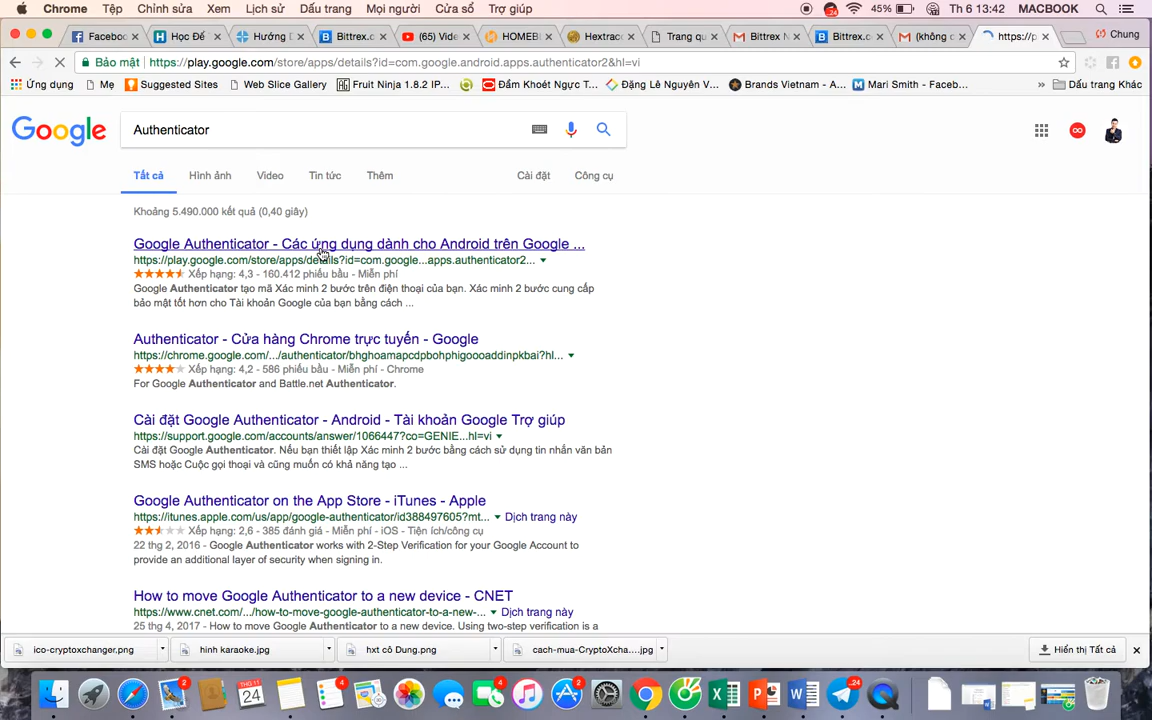 Chrome Tệp Chỉnh sửa Xem Lịch sử Dấu trang Mọi người Cửa sổ Trợ giúp 45% Th 6 13:42 MACBOOK
Faceboo Học Để Hướng D Bittrex.c (65) Vide HOMEBL Hextrac Trang qu Bittrex N Bittrex.c (không c https://p Chung
Bảo mật https://play.google.com/store/apps/details?id=com.google.android.apps.authenticator2&hl=vi
Ứng dụng Mẹ Suggested Sites Web Slice Gallery Fruit Ninja 1.8.2 IP... Đầm Khoét Ngực T... Đặng Lê Nguyên V... Brands Vietnam - A... Mari Smith - Faceb... » Dấu trang Khác
Google Authenticator
Tất cả Hình ảnh Video Tin tức Thêm Cài đặt Công cụ
Khoảng 5.490.000 kết quả (0,40 giây)
Google Authenticator - Các ứng dụng dành cho Android trên Google ...
https://play.google.com/store/apps/details?id=com.google...apps.authenticator2...
Xếp hạng: 4,3 - 160.412 phiếu bầu - Miễn phí
Google Authenticator tạo mã Xác minh 2 bước trên điện thoại của bạn. Xác minh 2 bước cung cấp
bảo mật tốt hơn cho Tài khoản Google của bạn bằng cách ...
Authenticator - Cửa hàng Chrome trực tuyến - Google
https://chrome.google.com/.../authenticator/bhghoamapcdpbohphigoooaddinpkbai?hl...
Xếp hạng: 4,2 - 586 phiếu bầu - Miễn phí - Chrome
For Google Authenticator and Battle.net Authenticator.
Cài đặt Google Authenticator - Android - Tài khoản Google Trợ giúp
https://support.google.com/accounts/answer/1066447?co=GENIE...hl=vi
Cài đặt Google Authenticator. Nếu bạn thiết lập Xác minh 2 bước bằng cách sử dụng tin nhắn văn bản
SMS hoặc Cuộc gọi thoại và cũng muốn có khả năng tạo ...
Google Authenticator on the App Store - iTunes - Apple
https://itunes.apple.com/us/app/google-authenticator/id388497605?mt... Dịch trang này
Xếp hạng: 2,6 - 385 đánh giá - Miễn phí - iOS - Tiện ích/công cụ
22 thg 2, 2016 - Google Authenticator works with 2-Step Verification for your Google Account to
provide an additional layer of security when signing in.
How to move Google Authenticator to a new device - CNET
https://www.cnet.com/.../how-to-move-google-authenticator-to-a-new-... Dịch trang này
25 thg 4, 2017 - How to move Google Authenticator to a new device. Using two-step verification is a
ico-cryptoxchanger.png hinh karaoke.jpg hxt cô Dung.png cach-mua-CryptoXcha....jpg Hiển thị Tất cả
2 THG 11 24 4 4 2 24